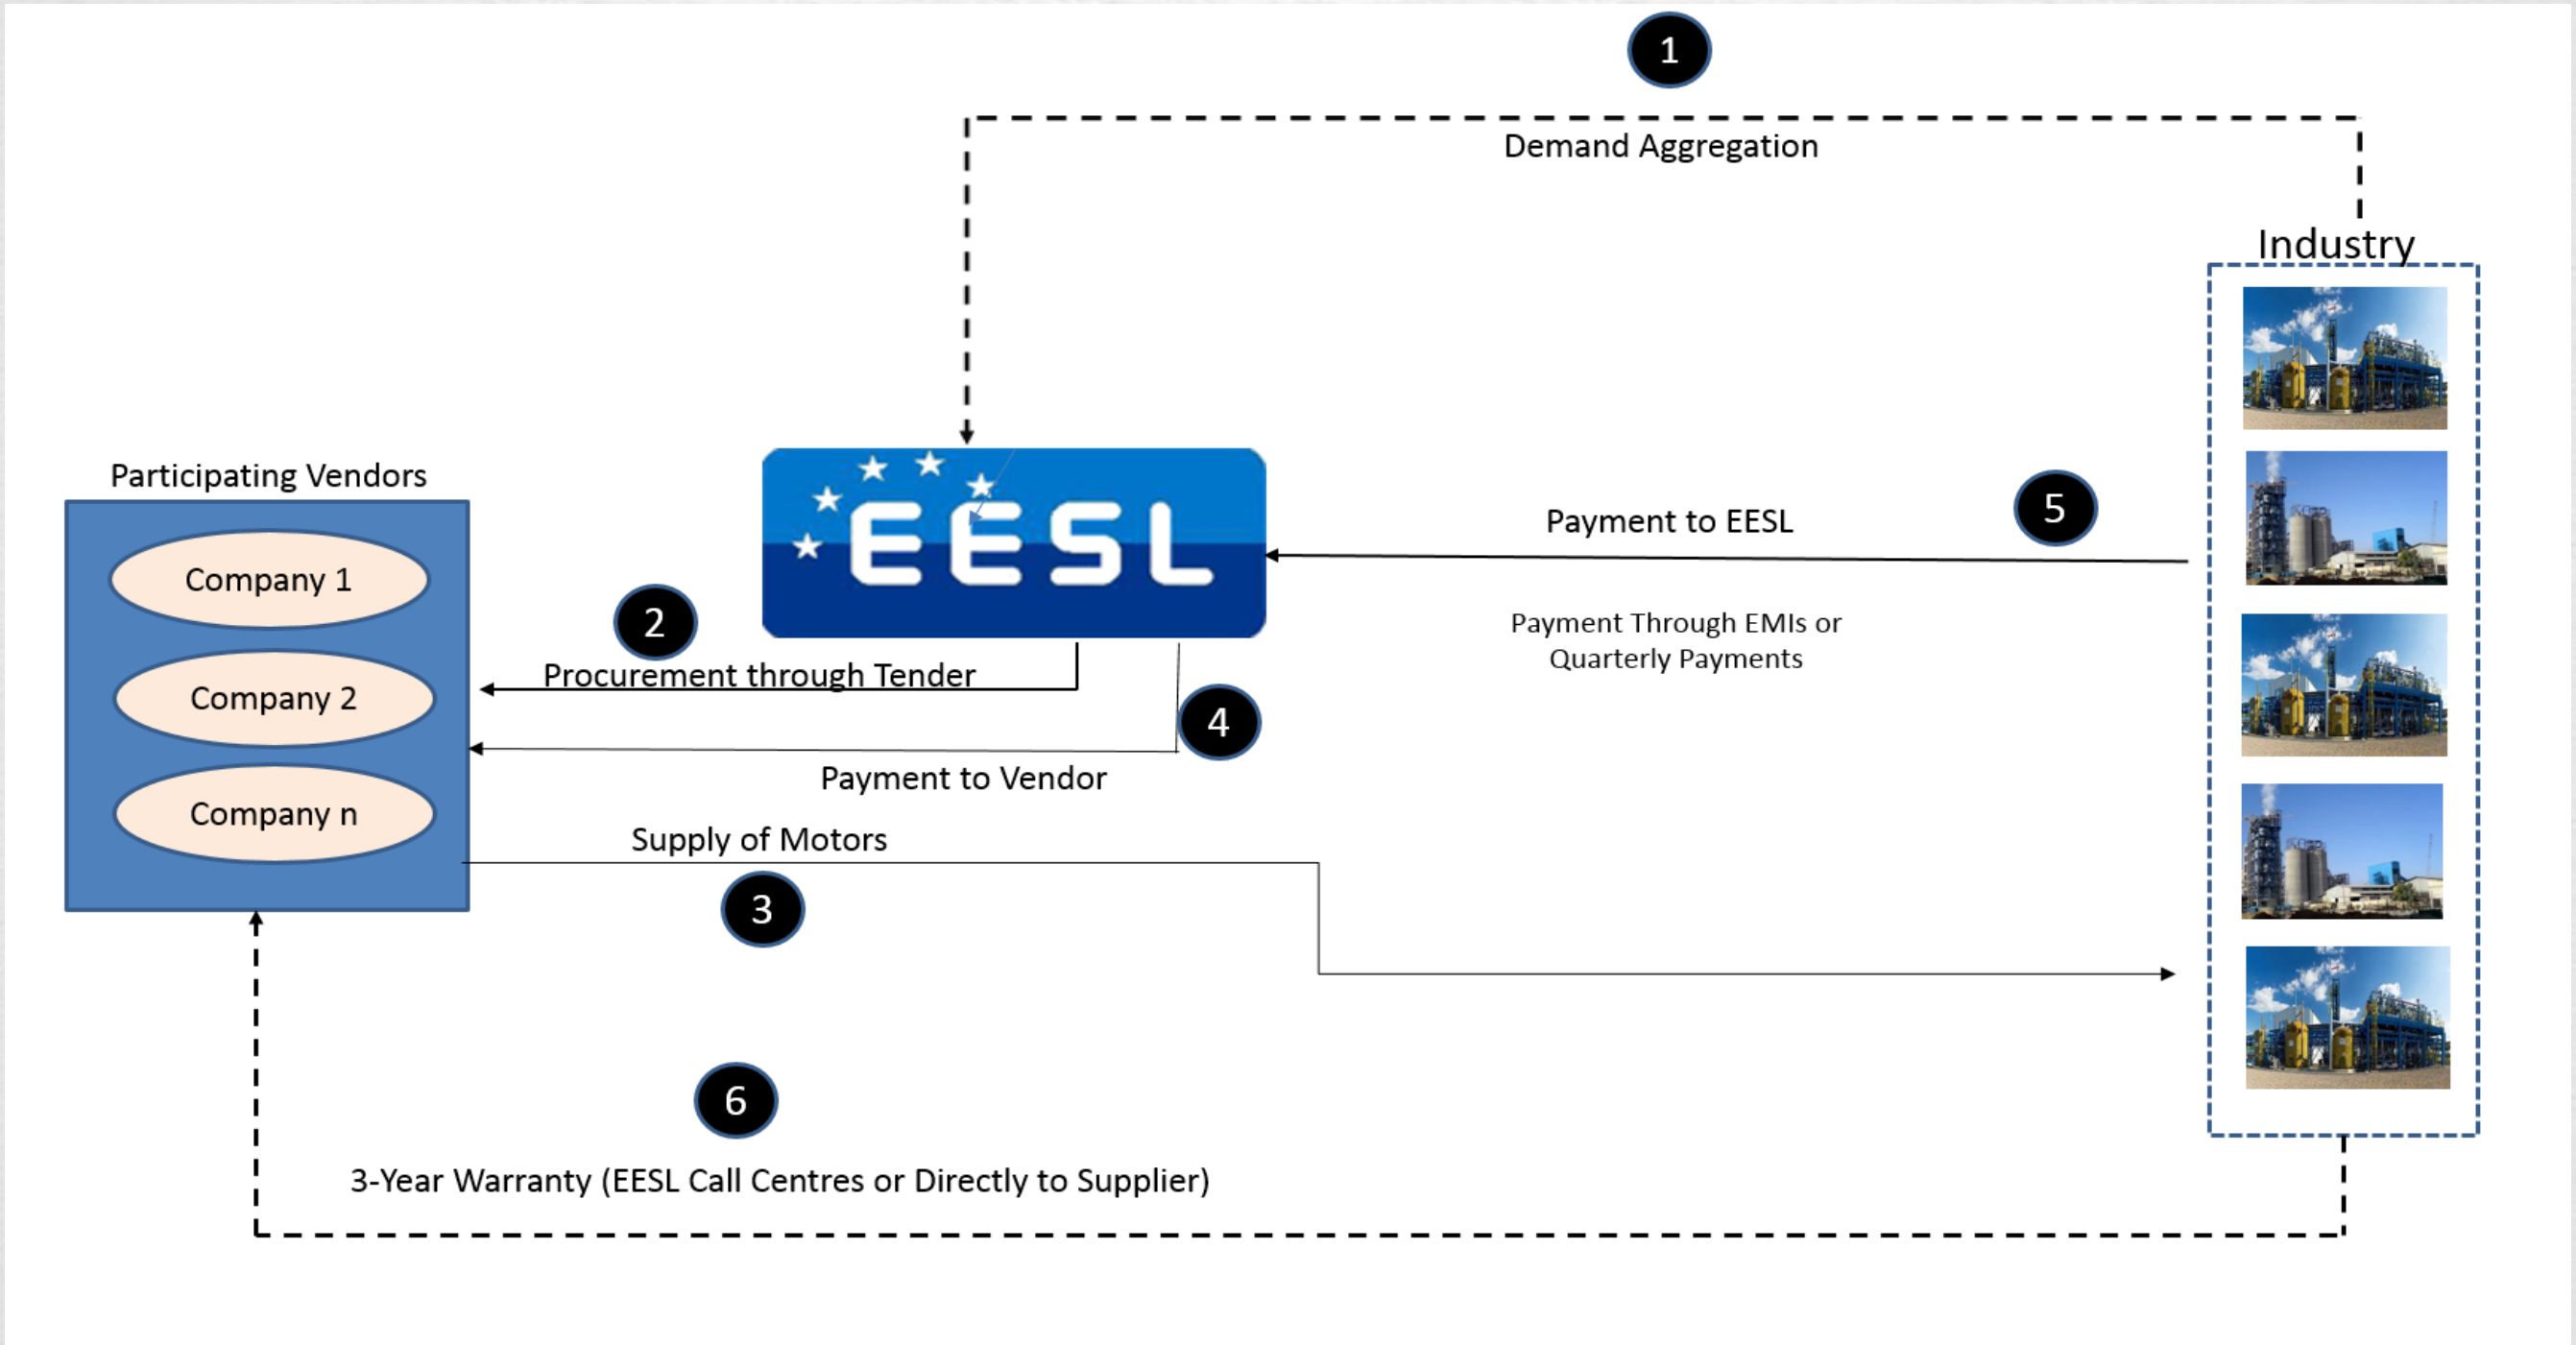 1
Demand Aggregation
Industry
Participating Vendors
Company 1
Company 2
Company n
EESL
5
Payment to EESL
Payment Through EMIs or
Quarterly Payments
2
Procurement through Tender
4
Payment to Vendor
Supply of Motors
3
6
3-Year Warranty (EESL Call Centres or Directly to Supplier)